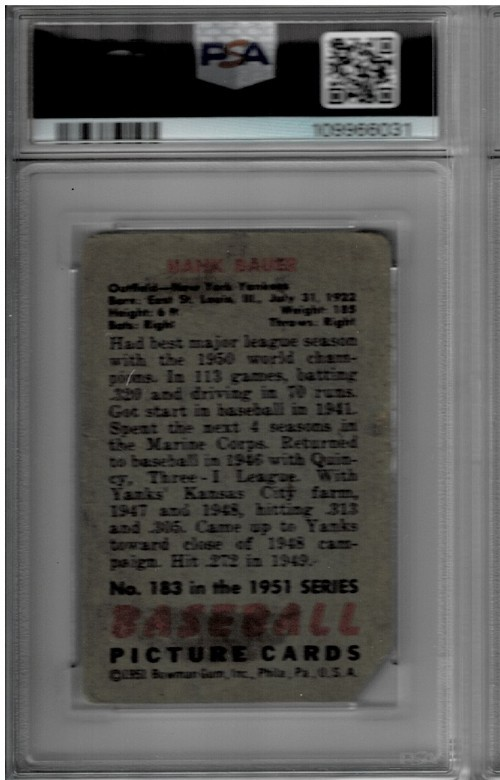 PSA
109966031
HANK BAUER
Outfield—New York Yankees
Born: East St. Louis, Ill., July 31, 1922
Height: 6 ft Weight: 185
Bats: Right Throws: Right
Had best major league season
with the 1950 world cham-
pions. In 113 games, batting
.320 and driving in 70 runs.
Got start in baseball in 1941.
Spent the next 4 seasons in
the Marine Corps. Returned
to baseball in 1946 with Quin-
cy, Three-I League. With
Yanks' Kansas City farm,
1947 and 1948, hitting .313
and .305. Came up to Yanks
toward close of 1948 cam-
paign. Hit .272 in 1949.
No. 183 in the 1951 SERIES
BASEBALL
PICTURE CARDS
©1951 Bowman Gum, Inc., Phila., Pa., U.S.A.
PSA